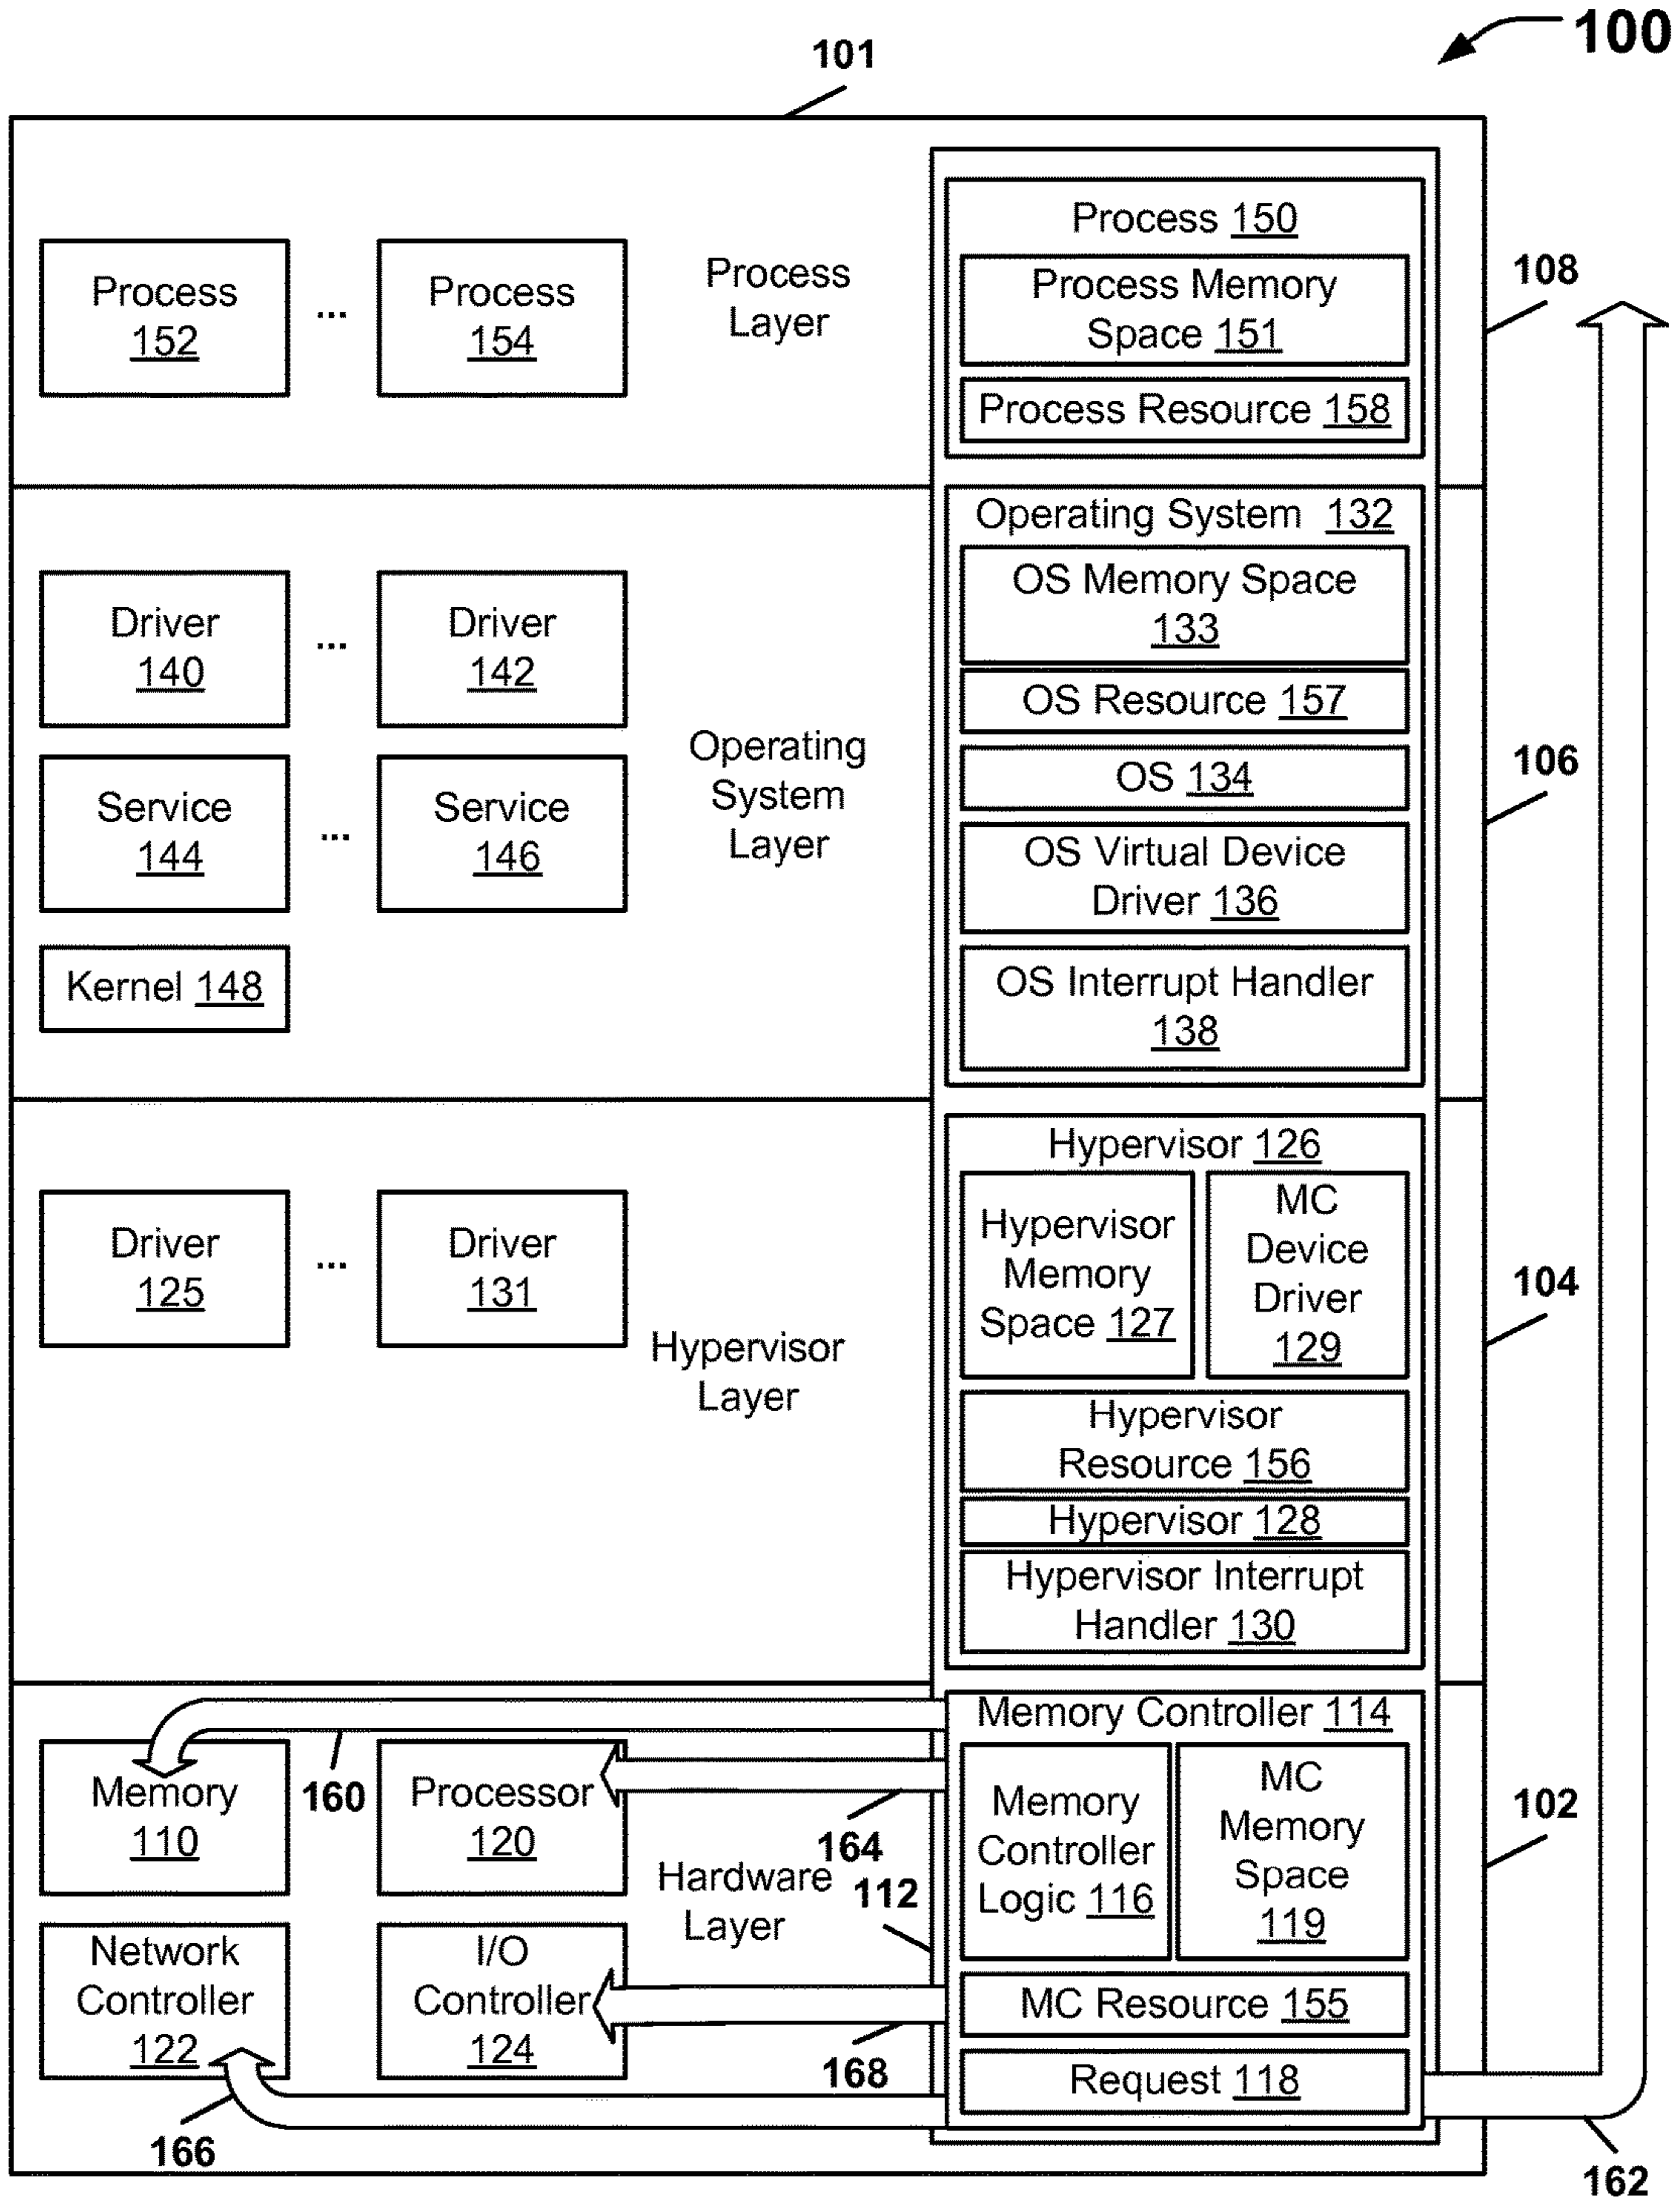 100
101
Process 150
Process Memory
Space 151
Process Resource 158
Process
152
...
Process
154
Process
Layer
108
Operating System 132
OS Memory Space
133
OS Resource 157
OS 134
OS Virtual Device
Driver 136
OS Interrupt Handler
138
Driver
140
...
Driver
142
Service
144
...
Service
146
Kernel 148
Operating
System
Layer
106
Hypervisor 126
Hypervisor
Memory
Space 127
MC
Device
Driver
129
Hypervisor
Resource 156
Hypervisor 128
Hypervisor Interrupt
Handler 130
Driver
125
...
Driver
131
Hypervisor
Layer
104
Memory Controller 114
Memory
Controller
Logic 116
MC
Memory
Space
119
MC Resource 155
Request 118
Memory
110
160
Processor
120
164
Hardware
Layer
112
102
Network
Controller
122
I/O
Controller
124
168
166
162